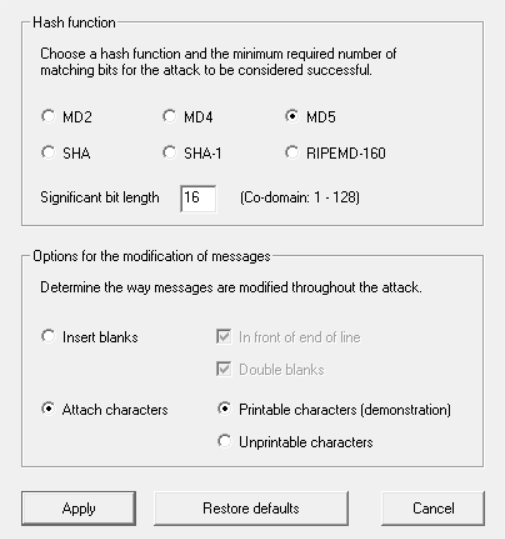 Hash function
Choose a hash function and the minimum required number of
matching bits for the attack to be considered successful.
MD2 MD4 MD5
SHA SHA-1 RIPEMD-160
Significant bit length 16 (Co-domain: 1 - 128)
Options for the modification of messages
Determine the way messages are modified throughout the attack.
Insert blanks In front of end of line
Double blanks
Attach characters Printable characters (demonstration)
Unprintable characters
Apply Restore defaults Cancel